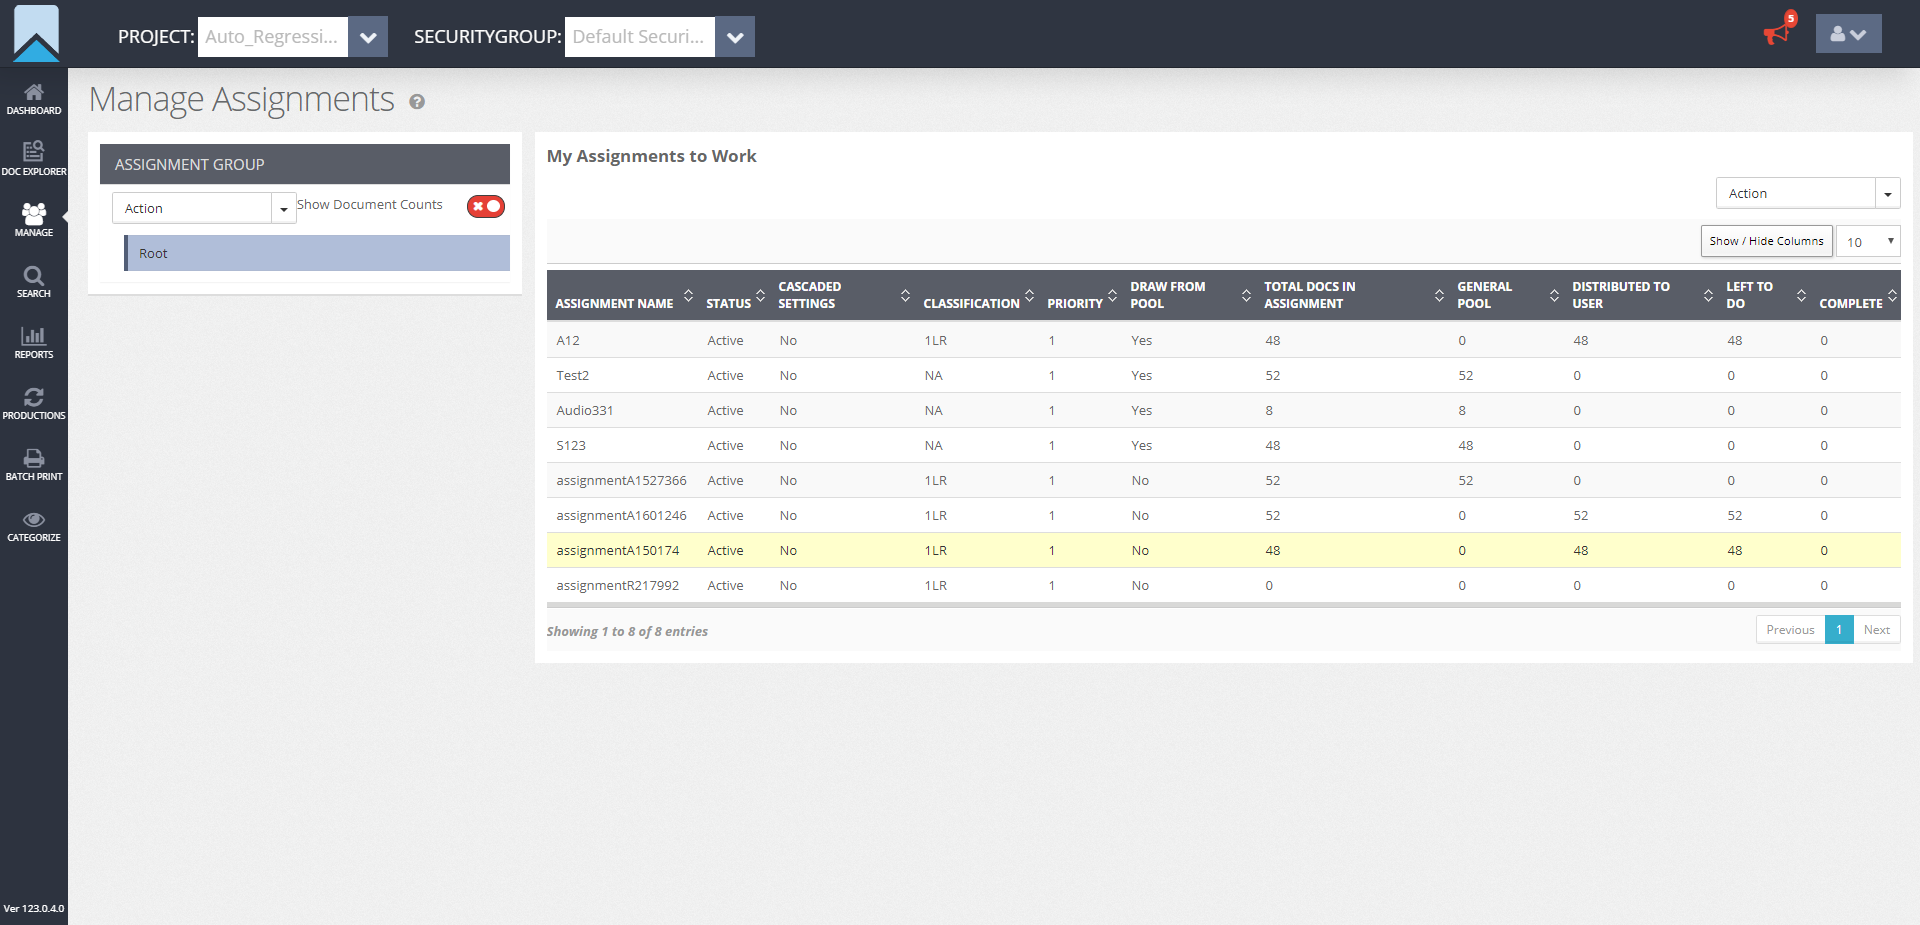 PROJECT: Auto_Regressi... SECURITYGROUP: Default Securi... 5
DASHBOARD
DOC EXPLORER
MANAGE
SEARCH
REPORTS
PRODUCTIONS
BATCH PRINT
CATEGORIZE
Ver 123.0.4.0
Manage Assignments ?
ASSIGNMENT GROUP
Action Show Document Counts
Root
My Assignments to Work
Action
Show / Hide Columns 10
ASSIGNMENT NAME STATUS CASCADED SETTINGS CLASSIFICATION PRIORITY DRAW FROM POOL TOTAL DOCS IN ASSIGNMENT GENERAL POOL DISTRIBUTED TO USER LEFT TO DO COMPLETE
A12 Active No 1LR 1 Yes 48 0 48 48 0
Test2 Active No NA 1 Yes 52 52 0 0 0
Audio331 Active No NA 1 Yes 8 8 0 0 0
S123 Active No NA 1 Yes 48 48 0 0 0
assignmentA1527366 Active No 1LR 1 No 52 52 0 0 0
assignmentA1601246 Active No 1LR 1 No 52 0 52 52 0
assignmentA150174 Active No 1LR 1 No 48 0 48 48 0
assignmentR217992 Active No 1LR 1 No 0 0 0 0 0
Showing 1 to 8 of 8 entries
Previous 1 Next